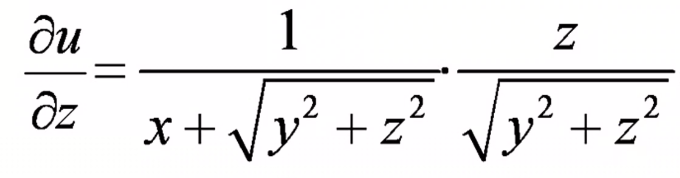 ∂u/∂z = 1/(x+√(y²+z²)) · z/√(y²+z²)